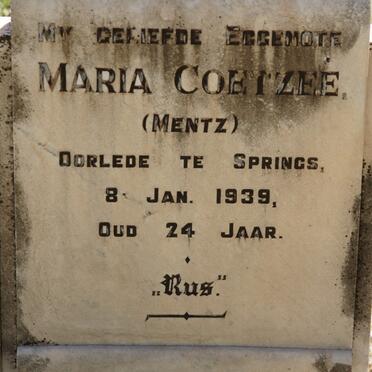 MY GELIEFDE EGGENOTE
MARIA COETZEE,
(MENTZ)
OORLEDE TE SPRINGS,
8 JAN. 1939,
OUD 24 JAAR.
„Rus.”